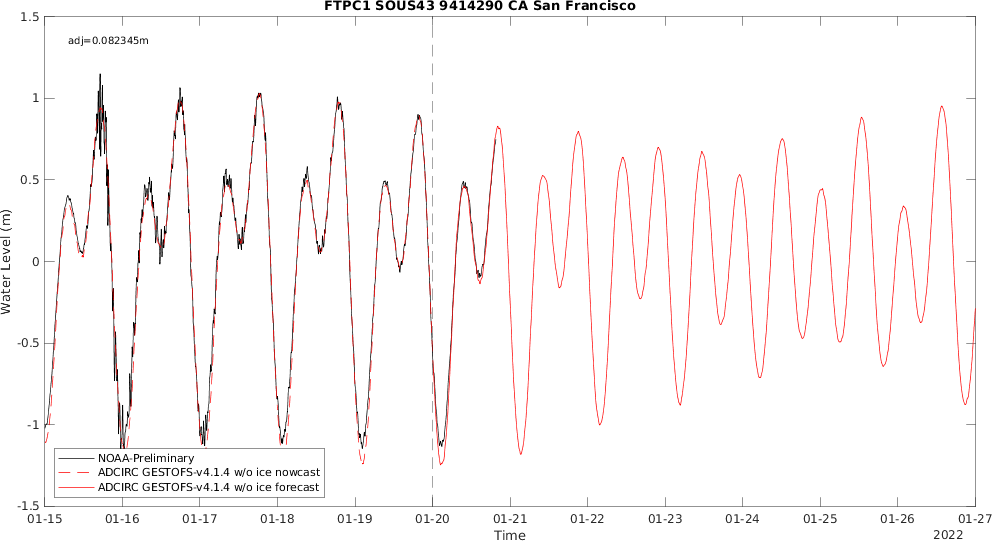 FTPC1 SOUS43 9414290 CA San Francisco
adj=0.082345m
1.5
1
0.5
0
-0.5
-1
-1.5
Water Level (m)
NOAA-Preliminary
ADCIRC GESTOFS-v4.1.4 w/o ice nowcast
ADCIRC GESTOFS-v4.1.4 w/o ice forecast
01-15 01-16 01-17 01-18 01-19 01-20 01-21 01-22 01-23 01-24 01-25 01-26 01-27
Time
2022